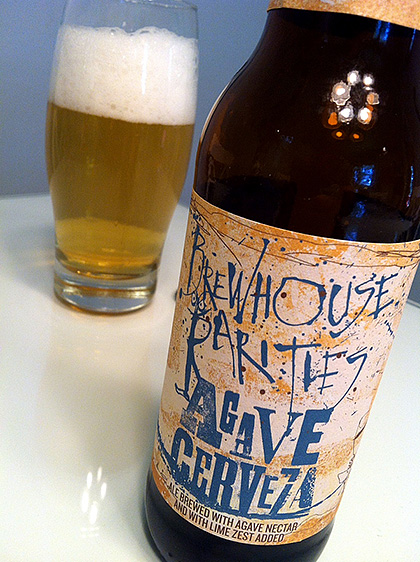 BREWHOUSE
RARITIES
AGAVE
CERVEZA
ALE BREWED WITH AGAVE NECTAR
AND WITH LIME ZEST ADDED.